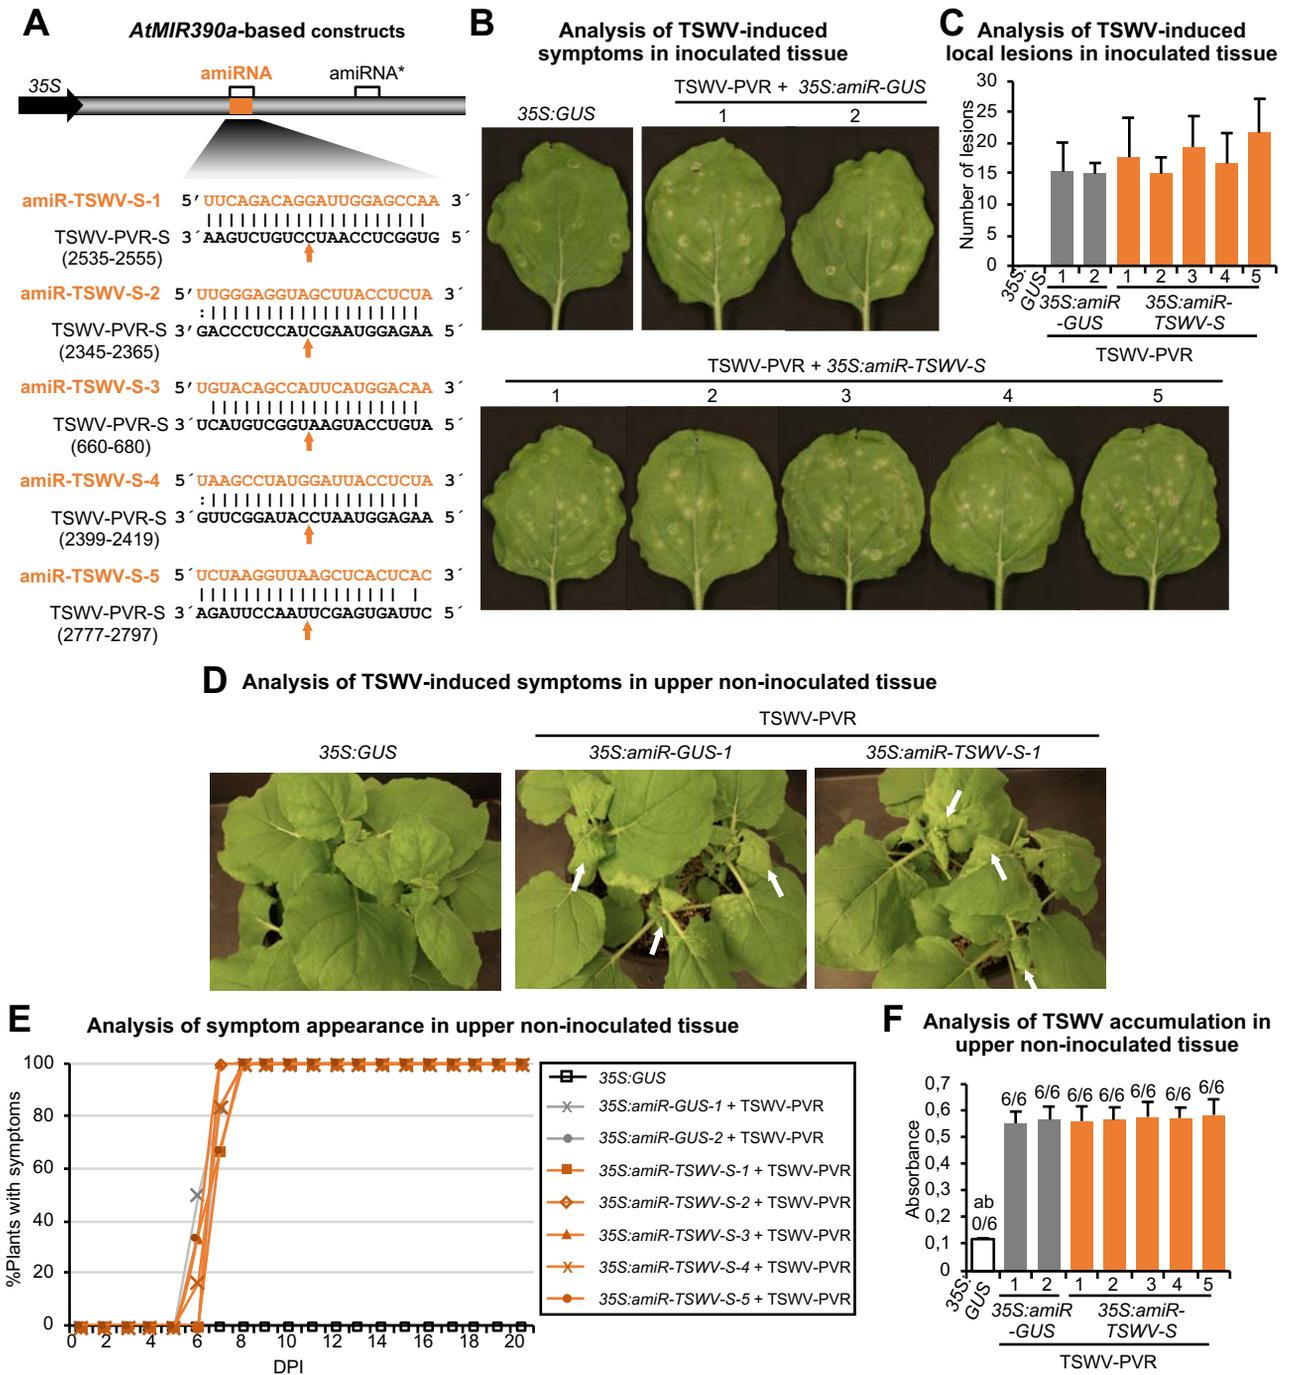 A
AtMIR390a-based constructs
35S
amiRNA
amiRNA*
amiR-TSWV-S-1 5’UUCAGACAGGAUUGGAGCCAA 3´
TSWV-PVR-S 3´AAGUCUGUCCUAACCUCGGUG 5´
(2535-2555)
amiR-TSWV-S-2 5’UUGGGAGGUAGCUUACCUCUA 3´
TSWV-PVR-S 3’GACCCUCCAUCGAAUGGAGAA 5´
(2345-2365)
amiR-TSWV-S-3 5’UGUACAGCCAUUCAUGGACAA 3´
TSWV-PVR-S 3´UCAUGUCGGUAAGUACCUGUA 5´
(660-680)
amiR-TSWV-S-4 5´UAAGCCUAUGGAUUACCUCUA 3´
TSWV-PVR-S 3´GUUCGGAUACCUAAUGGAGAA 5´
(2399-2419)
amiR-TSWV-S-5 5´UCUAAGGUUAAGCUCACUCAC 3´
TSWV-PVR-S 3´AGAUUCCAAUUCGAGUGAUUC 5´
(2777-2797)
B
Analysis of TSWV-induced
symptoms in inoculated tissue
TSWV-PVR + 35S:amiR-GUS
35S:GUS 1 2
TSWV-PVR + 35S:amiR-TSWV-S
1 2 3 4 5
C
Analysis of TSWV-induced
local lesions in inoculated tissue
Number of lesions
30
25
20
15
10
5
0
35S:
GUS
1 2 1 2 3 4 5
35S:amiR
-GUS
35S:amiR-
TSWV-S
TSWV-PVR
D
Analysis of TSWV-induced symptoms in upper non-inoculated tissue
TSWV-PVR
35S:GUS 35S:amiR-GUS-1 35S:amiR-TSWV-S-1
E
Analysis of symptom appearance in upper non-inoculated tissue
%Plants with symptoms
100
80
60
40
20
0
0 2 4 6 8 10 12 14 16 18 20
DPI
35S:GUS
35S:amiR-GUS-1 + TSWV-PVR
35S:amiR-GUS-2 + TSWV-PVR
35S:amiR-TSWV-S-1 + TSWV-PVR
35S:amiR-TSWV-S-2 + TSWV-PVR
35S:amiR-TSWV-S-3 + TSWV-PVR
35S:amiR-TSWV-S-4 + TSWV-PVR
35S:amiR-TSWV-S-5 + TSWV-PVR
F
Analysis of TSWV accumulation in
upper non-inoculated tissue
Absorbance
0,7
0,6
0,5
0,4
0,3
0,2
0,1
0
ab
0/6
6/6 6/6 6/6 6/6 6/6 6/6 6/6
35S:
GUS
1 2 1 2 3 4 5
35S:amiR
-GUS
35S:amiR-
TSWV-S
TSWV-PVR